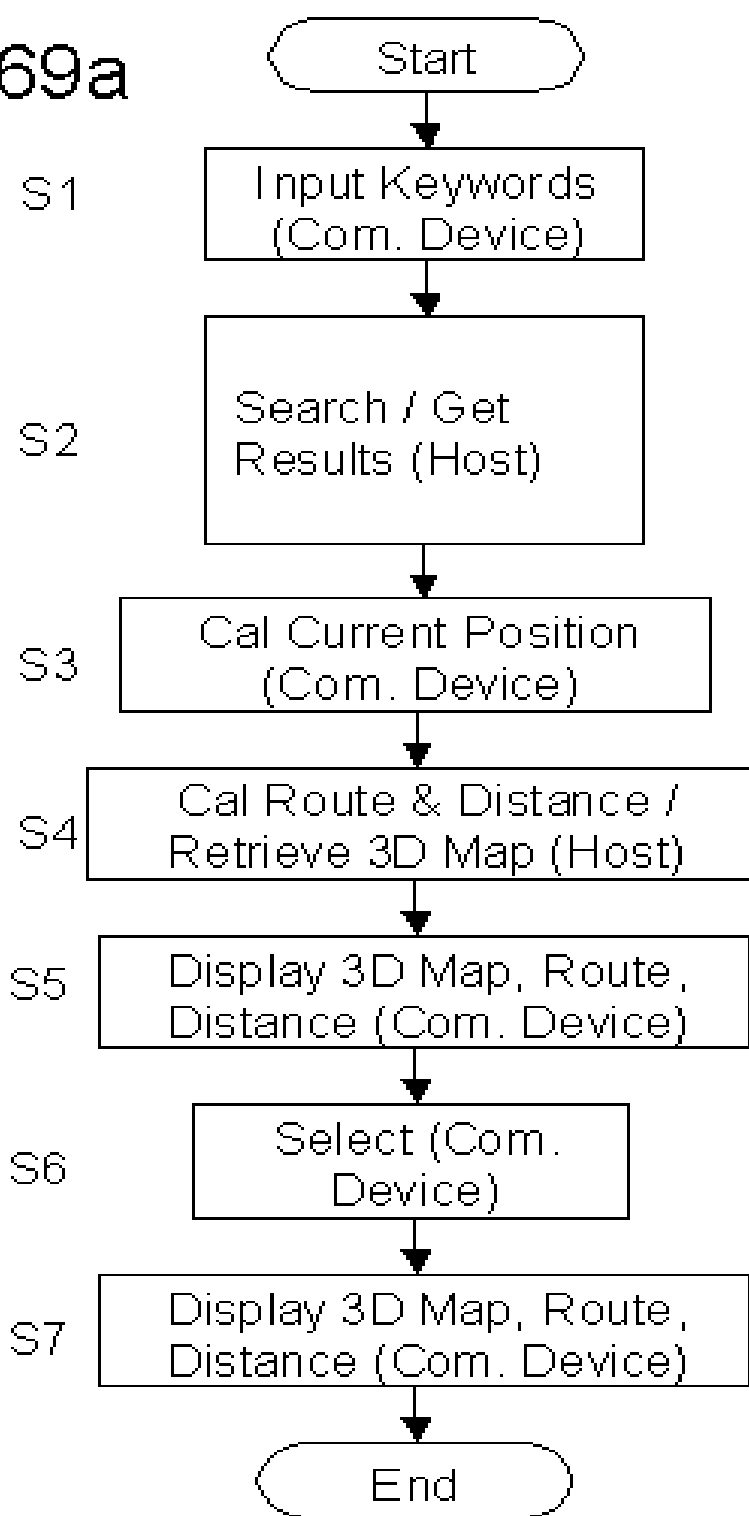 69a
Start
S1
Input Keywords
(Com. Device)
S2
Search / Get
Results (Host)
S3
Cal Current Position
(Com. Device)
S4
Cal Route & Distance /
Retrieve 3D Map (Host)
S5
Display 3D Map, Route,
Distance (Com. Device)
S6
Select (Com.
Device)
S7
Display 3D Map, Route,
Distance (Com. Device)
End